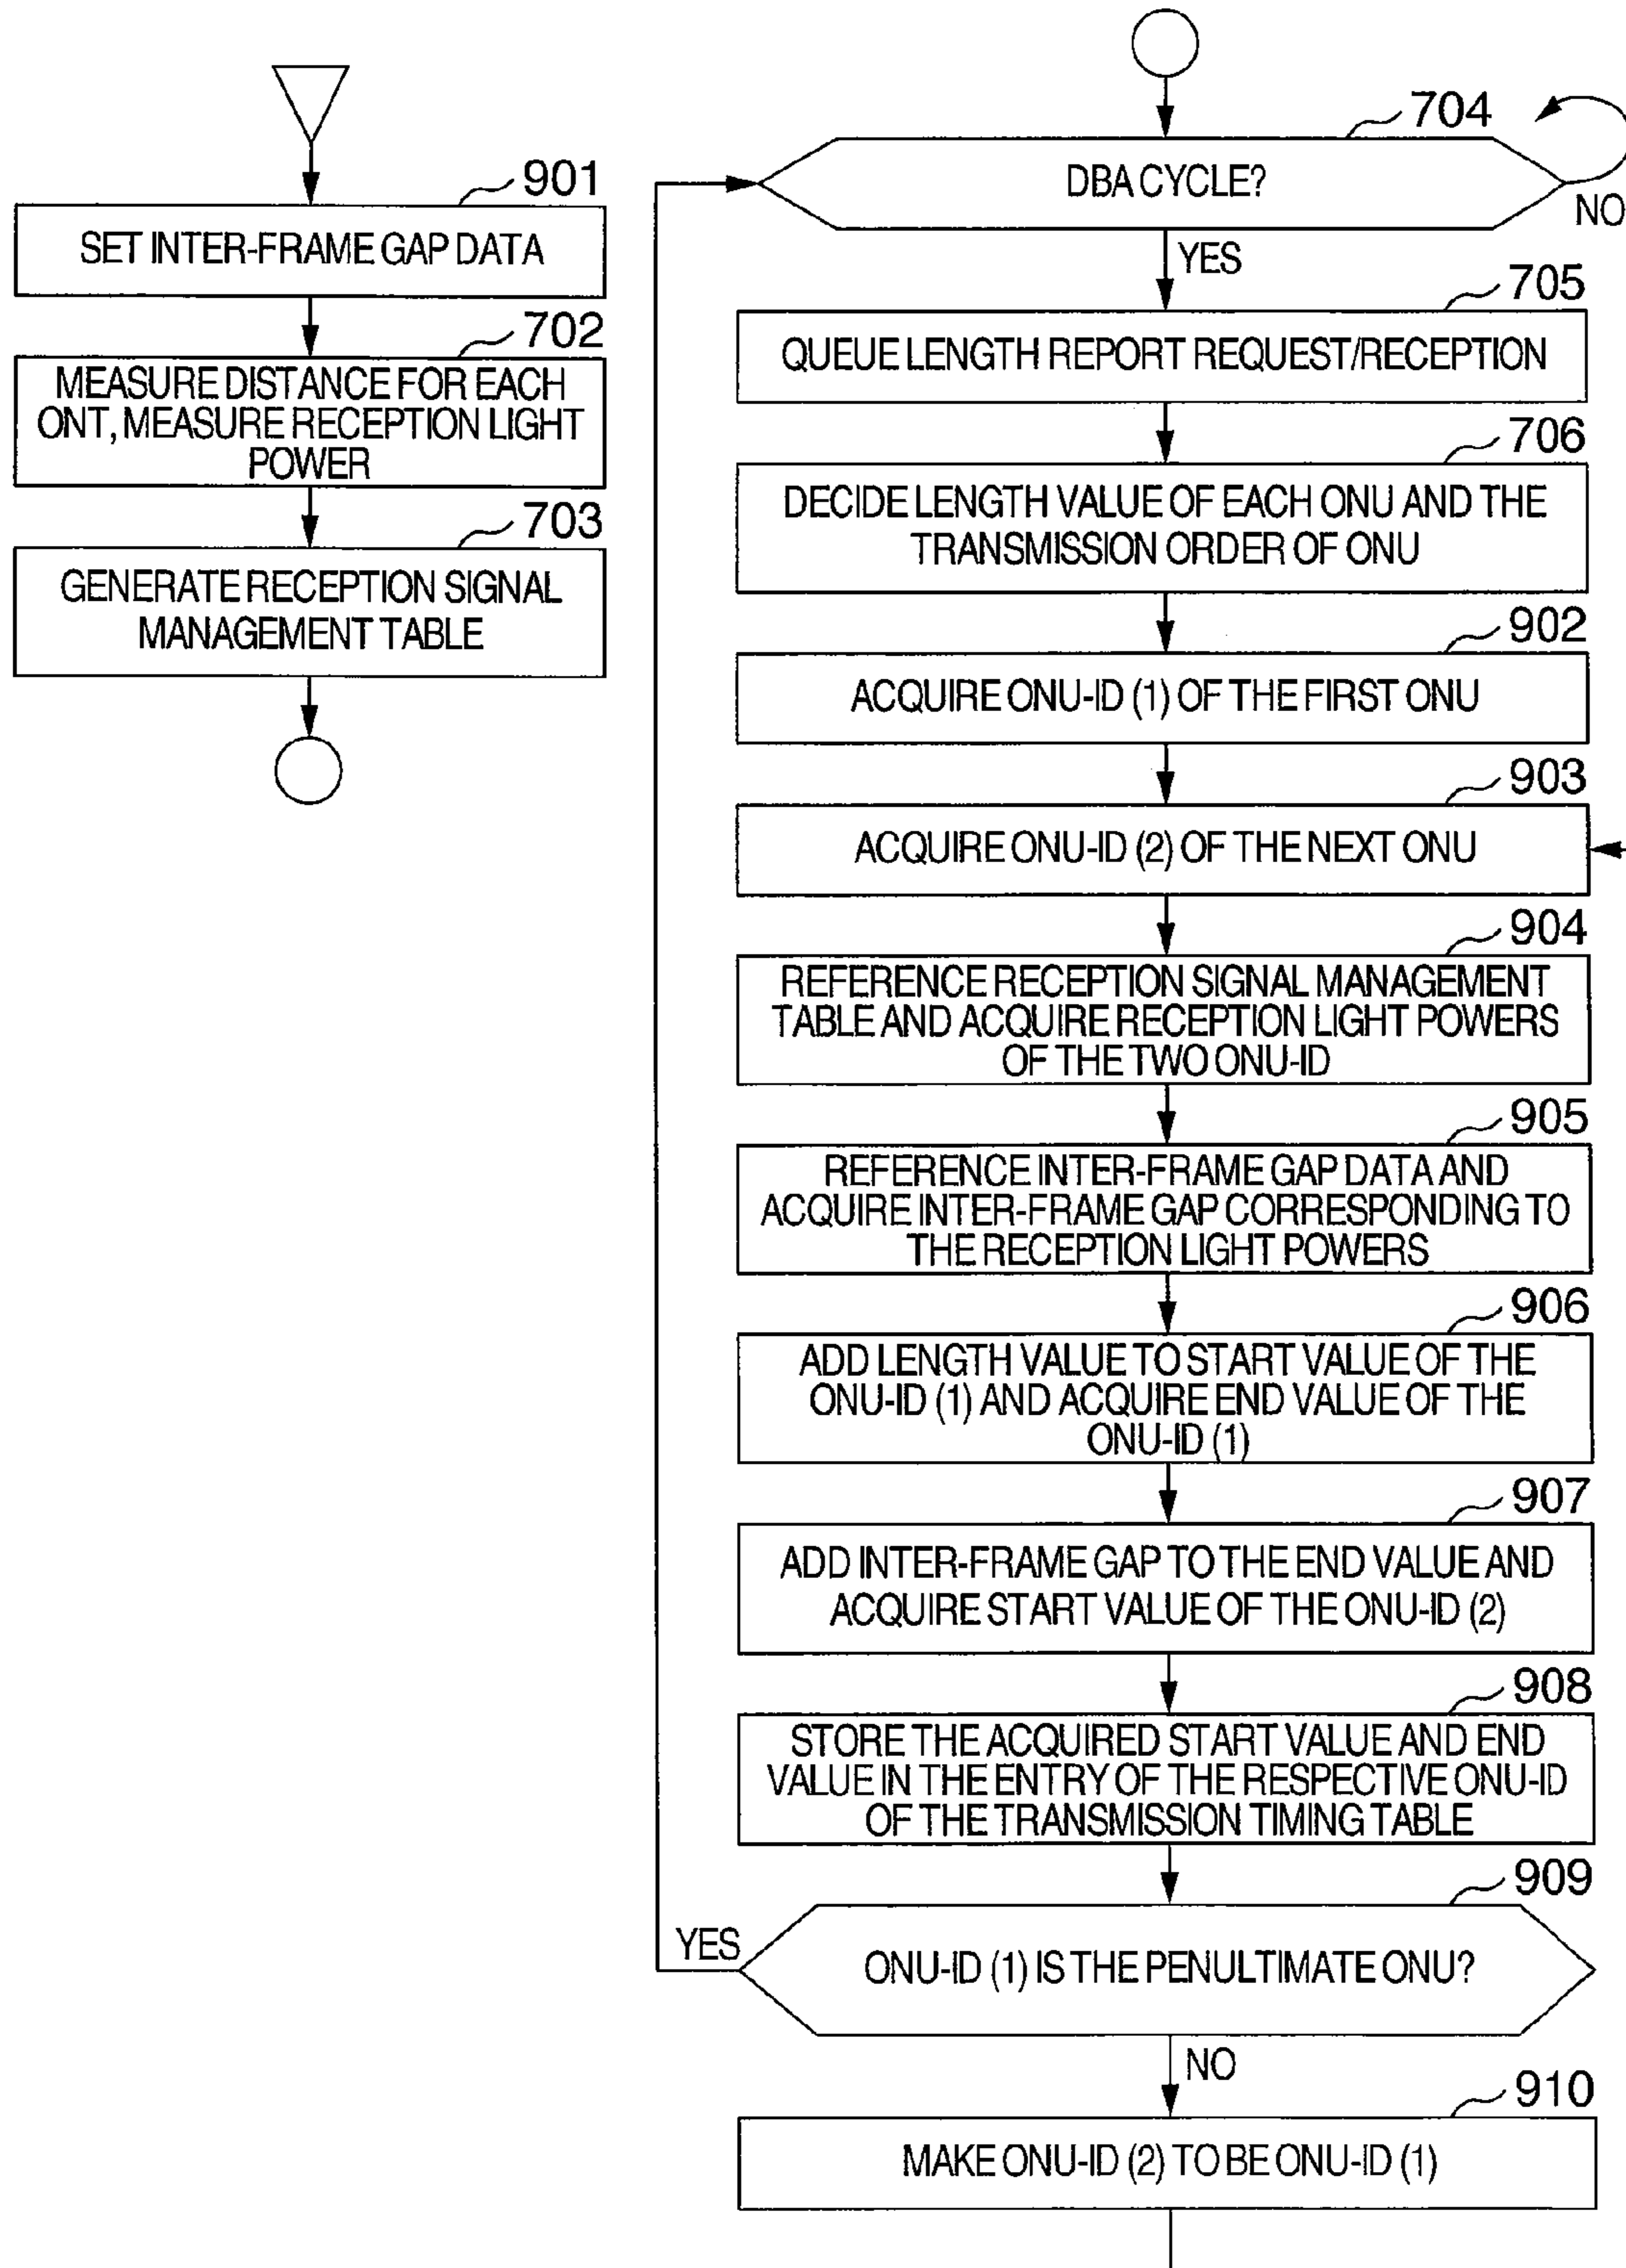 901
SET INTER-FRAME GAP DATA
702
MEASURE DISTANCE FOR EACH
ONT, MEASURE RECEPTION LIGHT
POWER
703
GENERATE RECEPTION SIGNAL
MANAGEMENT TABLE
704
DBA CYCLE?
NO
YES
705
QUEUE LENGTH REPORT REQUEST/RECEPTION
706
DECIDE LENGTH VALUE OF EACH ONU AND THE
TRANSMISSION ORDER OF ONU
902
ACQUIRE ONU-ID (1) OF THE FIRST ONU
903
ACQUIRE ONU-ID (2) OF THE NEXT ONU
904
REFERENCE RECEPTION SIGNAL MANAGEMENT
TABLE AND ACQUIRE RECEPTION LIGHT POWERS
OF THE TWO ONU-ID
905
REFERENCE INTER-FRAME GAP DATA AND
ACQUIRE INTER-FRAME GAP CORRESPONDING TO
THE RECEPTION LIGHT POWERS
906
ADD LENGTH VALUE TO START VALUE OF THE
ONU-ID (1) AND ACQUIRE END VALUE OF THE
ONU-ID (1)
907
ADD INTER-FRAME GAP TO THE END VALUE AND
ACQUIRE START VALUE OF THE ONU-ID (2)
908
STORE THE ACQUIRED START VALUE AND END
VALUE IN THE ENTRY OF THE RESPECTIVE ONU-ID
OF THE TRANSMISSION TIMING TABLE
909
YES
ONU-ID (1) IS THE PENULTIMATE ONU?
NO
910
MAKE ONU-ID (2) TO BE ONU-ID (1)